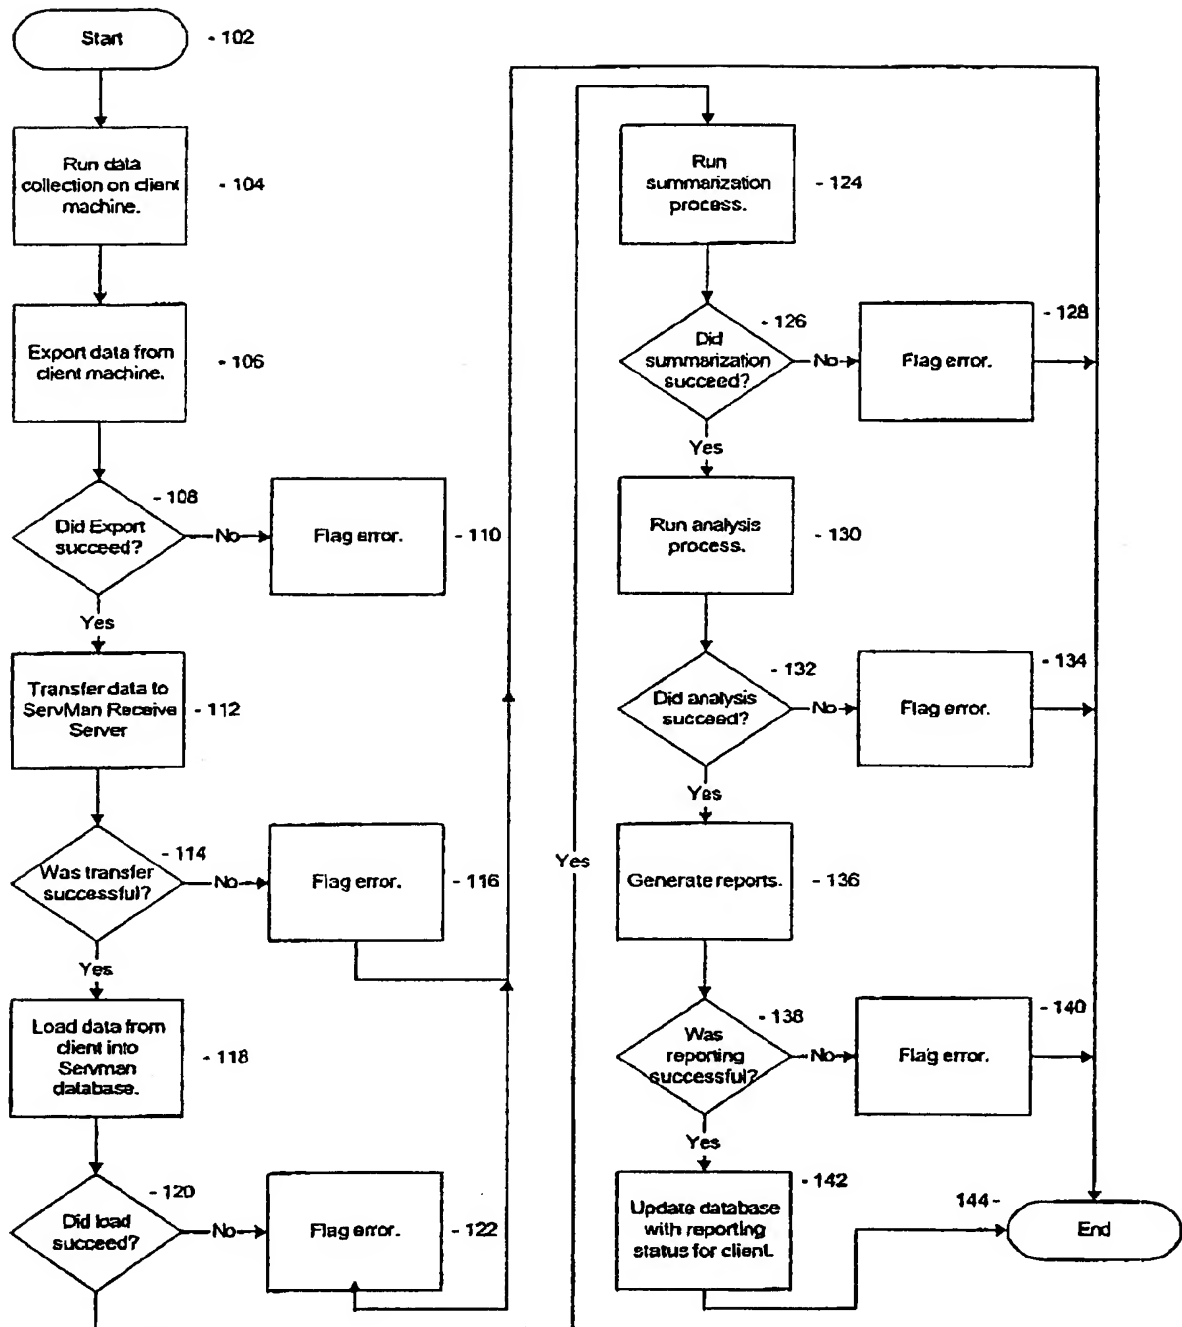 Start
- 102
Run data
collection on client
machine.
- 104
Export data from
client machine.
- 106
- 108
Did Export
succeed?
No
Flag error.
- 110
Yes
Transfer data to
ServMan Receive
Server
- 112
- 114
Was transfer
successful?
No
Flag error.
- 116
Yes
Load data from
client into
Servman
database.
- 118
- 120
Did load
succeed?
No
Flag error.
- 122
Yes
Run
summarization
process.
- 124
- 126
Did
summarization
succeed?
No
Flag error.
- 128
Yes
Run analysis
process.
- 130
- 132
Did analysis
succeed?
No
Flag error.
- 134
Yes
Generate reports.
- 136
- 138
Was
reporting
successful?
No
Flag error.
- 140
Yes
Update database
with reporting
status for client.
- 142
144 -
End